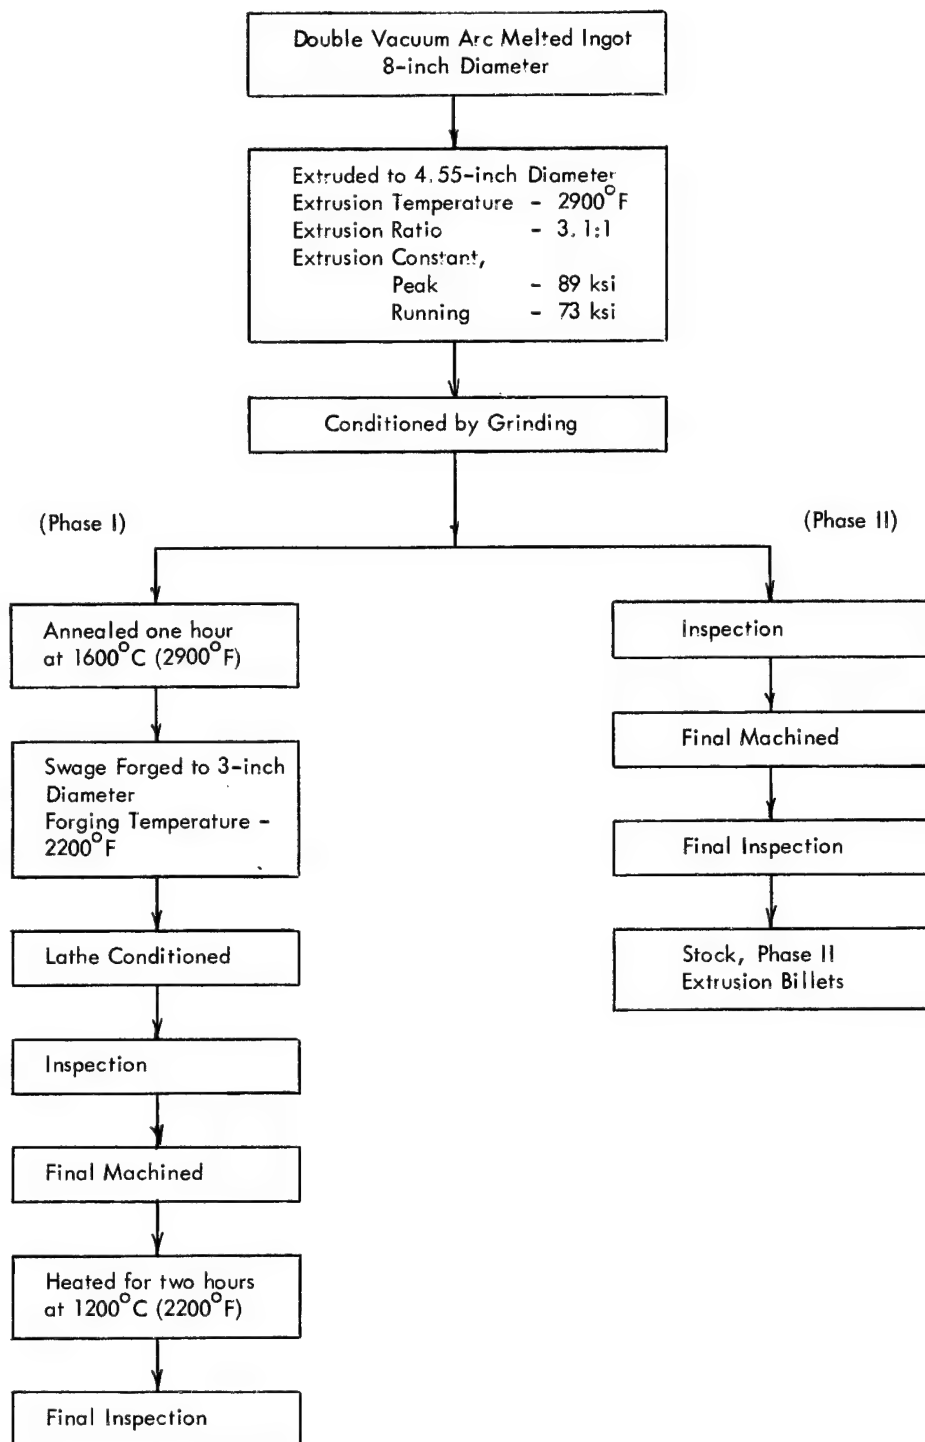 Double Vacuum Arc Melted Ingot
8-inch Diameter
Extruded to 4.55-inch Diameter
Extrusion Temperature - 2900°F
Extrusion Ratio - 3.1:1
Extrusion Constant,
Peak - 89 ksi
Running - 73 ksi
Conditioned by Grinding
(Phase I)
(Phase II)
Annealed one hour
at 1600°C (2900°F)
Swage Forged to 3-inch
Diameter
Forging Temperature -
2200°F
Lathe Conditioned
Inspection
Final Machined
Heated for two hours
at 1200°C (2200°F)
Final Inspection
Inspection
Final Machined
Final Inspection
Stock, Phase II
Extrusion Billets